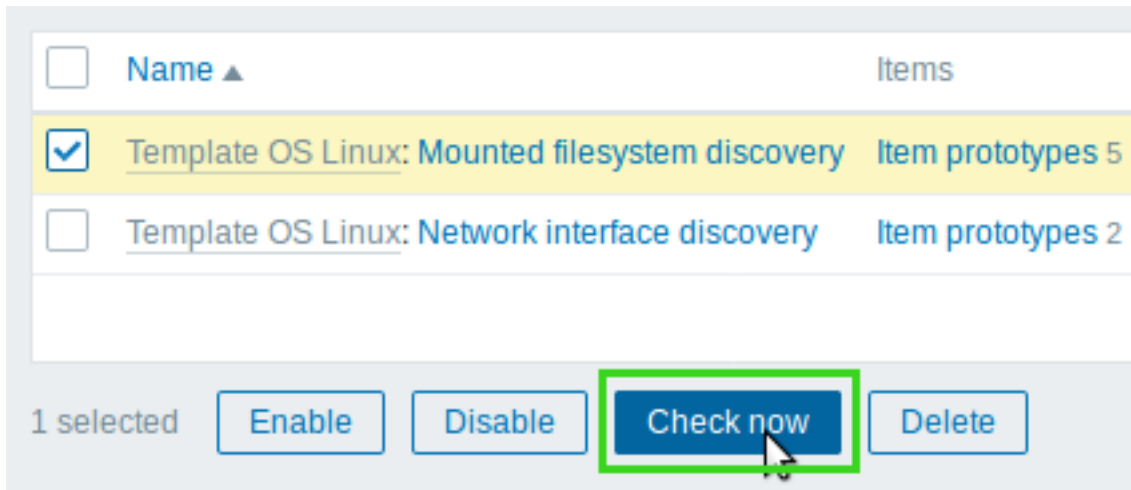 Name Items
Template OS Linux: Mounted filesystem discovery Item prototypes 5
Template OS Linux: Network interface discovery Item prototypes 2
1 selected Enable Disable Check now Delete